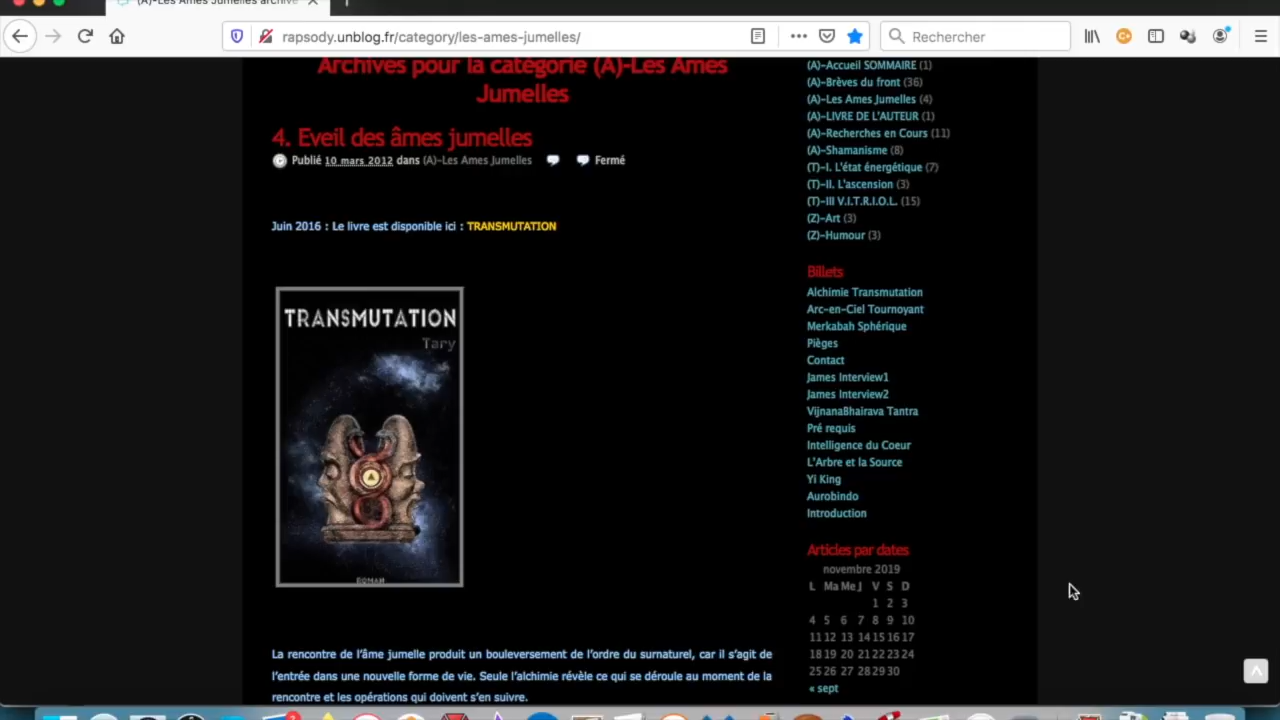 (A)-Les Ames Jumelles archive
rapsody.unblog.fr/category/les-ames-jumelles/
Rechercher
Archives pour la catégorie (A)-Les Ames
Jumelles
4. Eveil des âmes jumelles
Publié 10 mars 2012 dans (A)-Les Ames Jumelles
Fermé
Juin 2016 : Le livre est disponible ici : TRANSMUTATION
TRANSMUTATION
Tary
ROMAN
La rencontre de l'âme jumelle produit un bouleversement de l'ordre du surnaturel, car il s'agit de
l'entrée dans une nouvelle forme de vie. Seule l'alchimie révèle ce qui se déroule au moment de la
rencontre et les opérations qui doivent s'en suivre.
(A)-Accueil SOMMAIRE (1)
(A)-Brèves du front (36)
(A)-Les Ames Jumelles (4)
(A)-LIVRE DE L'AUTEUR (1)
(A)-Recherches en Cours (11)
(A)-Shamanisme (8)
(T)-I. L'état énergétique (7)
(T)-II. L'ascension (3)
(T)-III V.I.T.R.I.O.L. (15)
(Z)-Art (3)
(Z)-Humour (3)
Billets
Alchimie Transmutation
Arc-en-Ciel Tournoyant
Merkabah Sphérique
Pièges
Contact
James Interview1
James Interview2
VijnanaBhairava Tantra
Pré requis
Intelligence du Coeur
L'Arbre et la Source
Yi King
Aurobindo
Introduction
Articles par dates
novembre 2019
L Ma Me J V S D
1 2 3
4 5 6 7 8 9 10
11 12 13 14 15 16 17
18 19 20 21 22 23 24
25 26 27 28 29 30
« sept